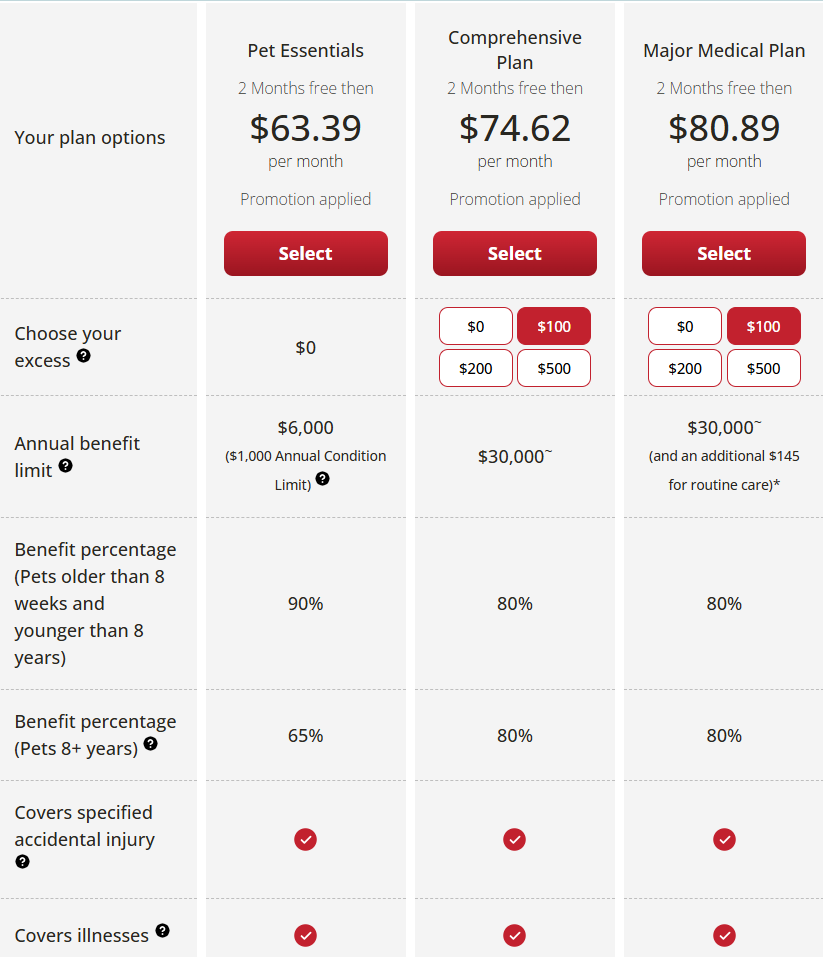 Your plan options
Pet Essentials
2 Months free then
$63.39
per month
Promotion applied
Select
Comprehensive
Plan
2 Months free then
$74.62
per month
Promotion applied
Select
Major Medical Plan
2 Months free then
$80.89
per month
Promotion applied
Select
Choose your
excess ?
$0
$0 $100
$200 $500
$0 $100
$200 $500
Annual benefit
limit ?
$6,000
($1,000 Annual Condition
Limit) ?
$30,000~
$30,000~
(and an additional $145
for routine care)*
Benefit percentage
(Pets older than 8
weeks and
younger than 8
years)
90%
80%
80%
Benefit percentage
(Pets 8+ years) ?
65%
80%
80%
Covers specified
accidental injury
?
Covers illnesses ?